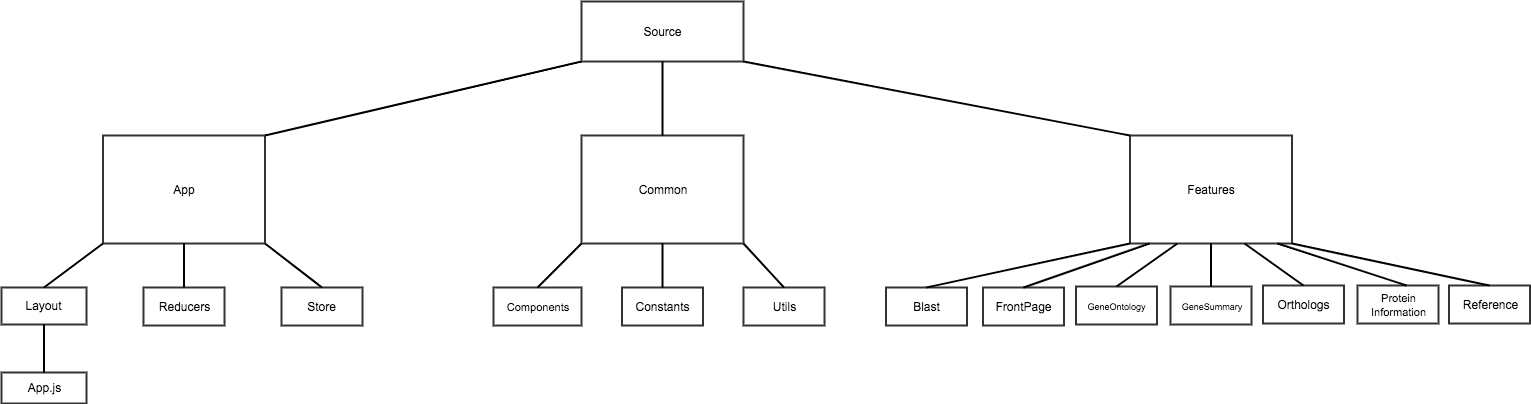 Source
App
Common
Features
Layout
Reducers
Store
Components
Constants
Utils
Blast
FrontPage
GeneOntology
GeneSummary
Orthologs
Protein
Information
Reference
App.js